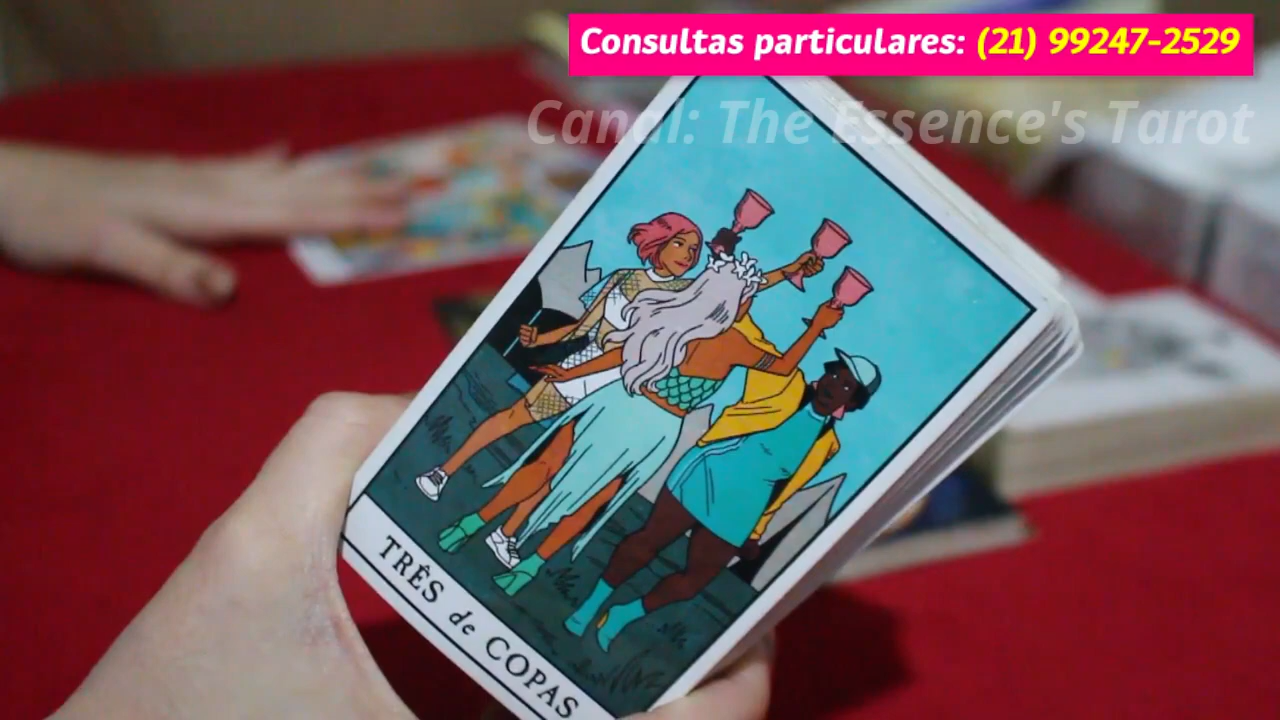 Consultas particulares: (21) 99247-2529
Canal: The Essence's Tarot
TRÊS de COPAS